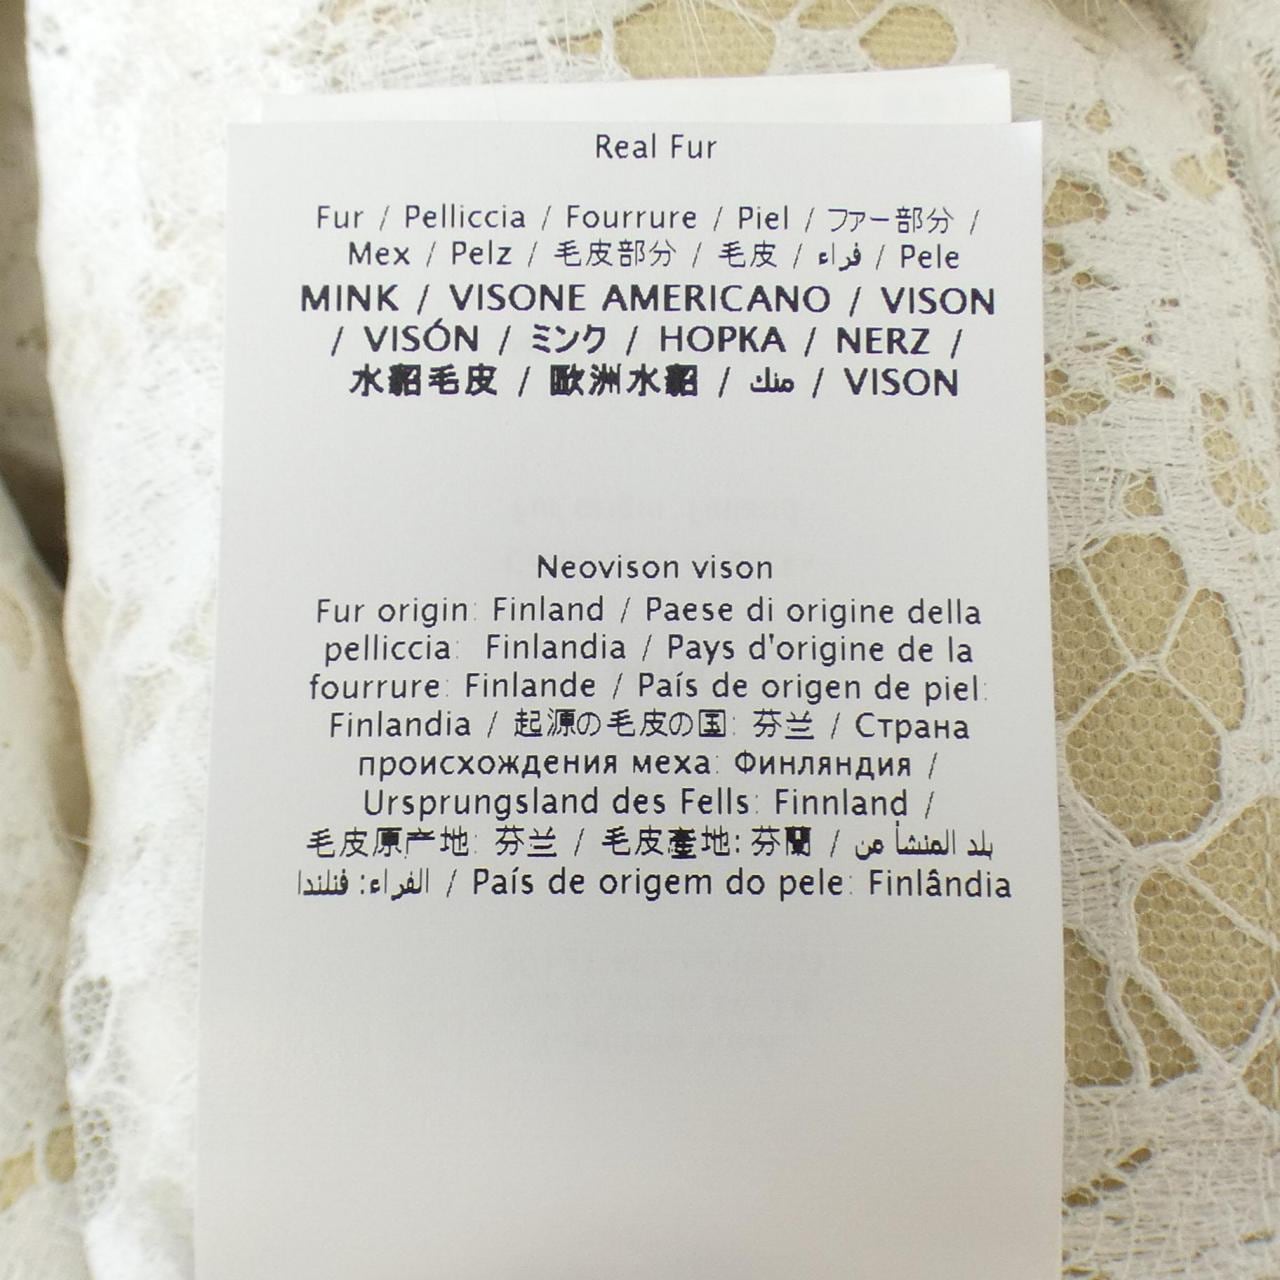 Real Fur
Fur / Pelliccia / Fourrure / Piel / ファー部分 /
Mex / Pelz / 毛皮部分 / 毛皮 / فراء / Pele
MINK / VISONE AMERICANO / VISON
/ VISÓN / ミンク / HOPKA / NERZ /
水貂毛皮 / 歐洲水貂 / منك / VISON
Neovison vison
Fur origin: Finland / Paese di origine della
pelliccia: Finlandia / Pays d'origine de la
fourrure: Finlande / País de origen de piel:
Finlandia / 起源の毛皮の国: 芬兰 / Страна
происхождения меха: Финляндия /
Ursprungsland des Fells: Finnland /
毛皮原产地: 芬兰 / 毛皮產地: 芬蘭 / بلد المنشأ من
الفراء: فنلندا / País de origem do pele: Finlândia